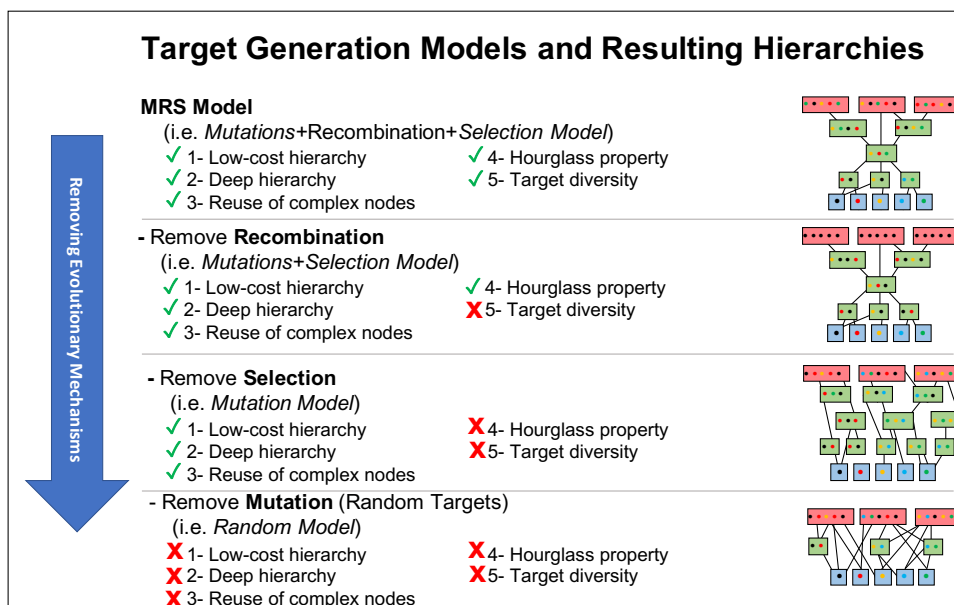 Target Generation Models and Resulting Hierarchies
Removing Evolutionary Mechanisms
MRS Model
(i.e. Mutations+Recombination+Selection Model)
✓ 1- Low-cost hierarchy
✓ 2- Deep hierarchy
✓ 3- Reuse of complex nodes
✓ 4- Hourglass property
✓ 5- Target diversity
- Remove Recombination
(i.e. Mutations+Selection Model)
✓ 1- Low-cost hierarchy
✓ 2- Deep hierarchy
✓ 3- Reuse of complex nodes
✓ 4- Hourglass property
X 5- Target diversity
- Remove Selection
(i.e. Mutation Model)
✓ 1- Low-cost hierarchy
✓ 2- Deep hierarchy
✓ 3- Reuse of complex nodes
X 4- Hourglass property
X 5- Target diversity
- Remove Mutation (Random Targets)
(i.e. Random Model)
X 1- Low-cost hierarchy
X 2- Deep hierarchy
X 3- Reuse of complex nodes
X 4- Hourglass property
X 5- Target diversity